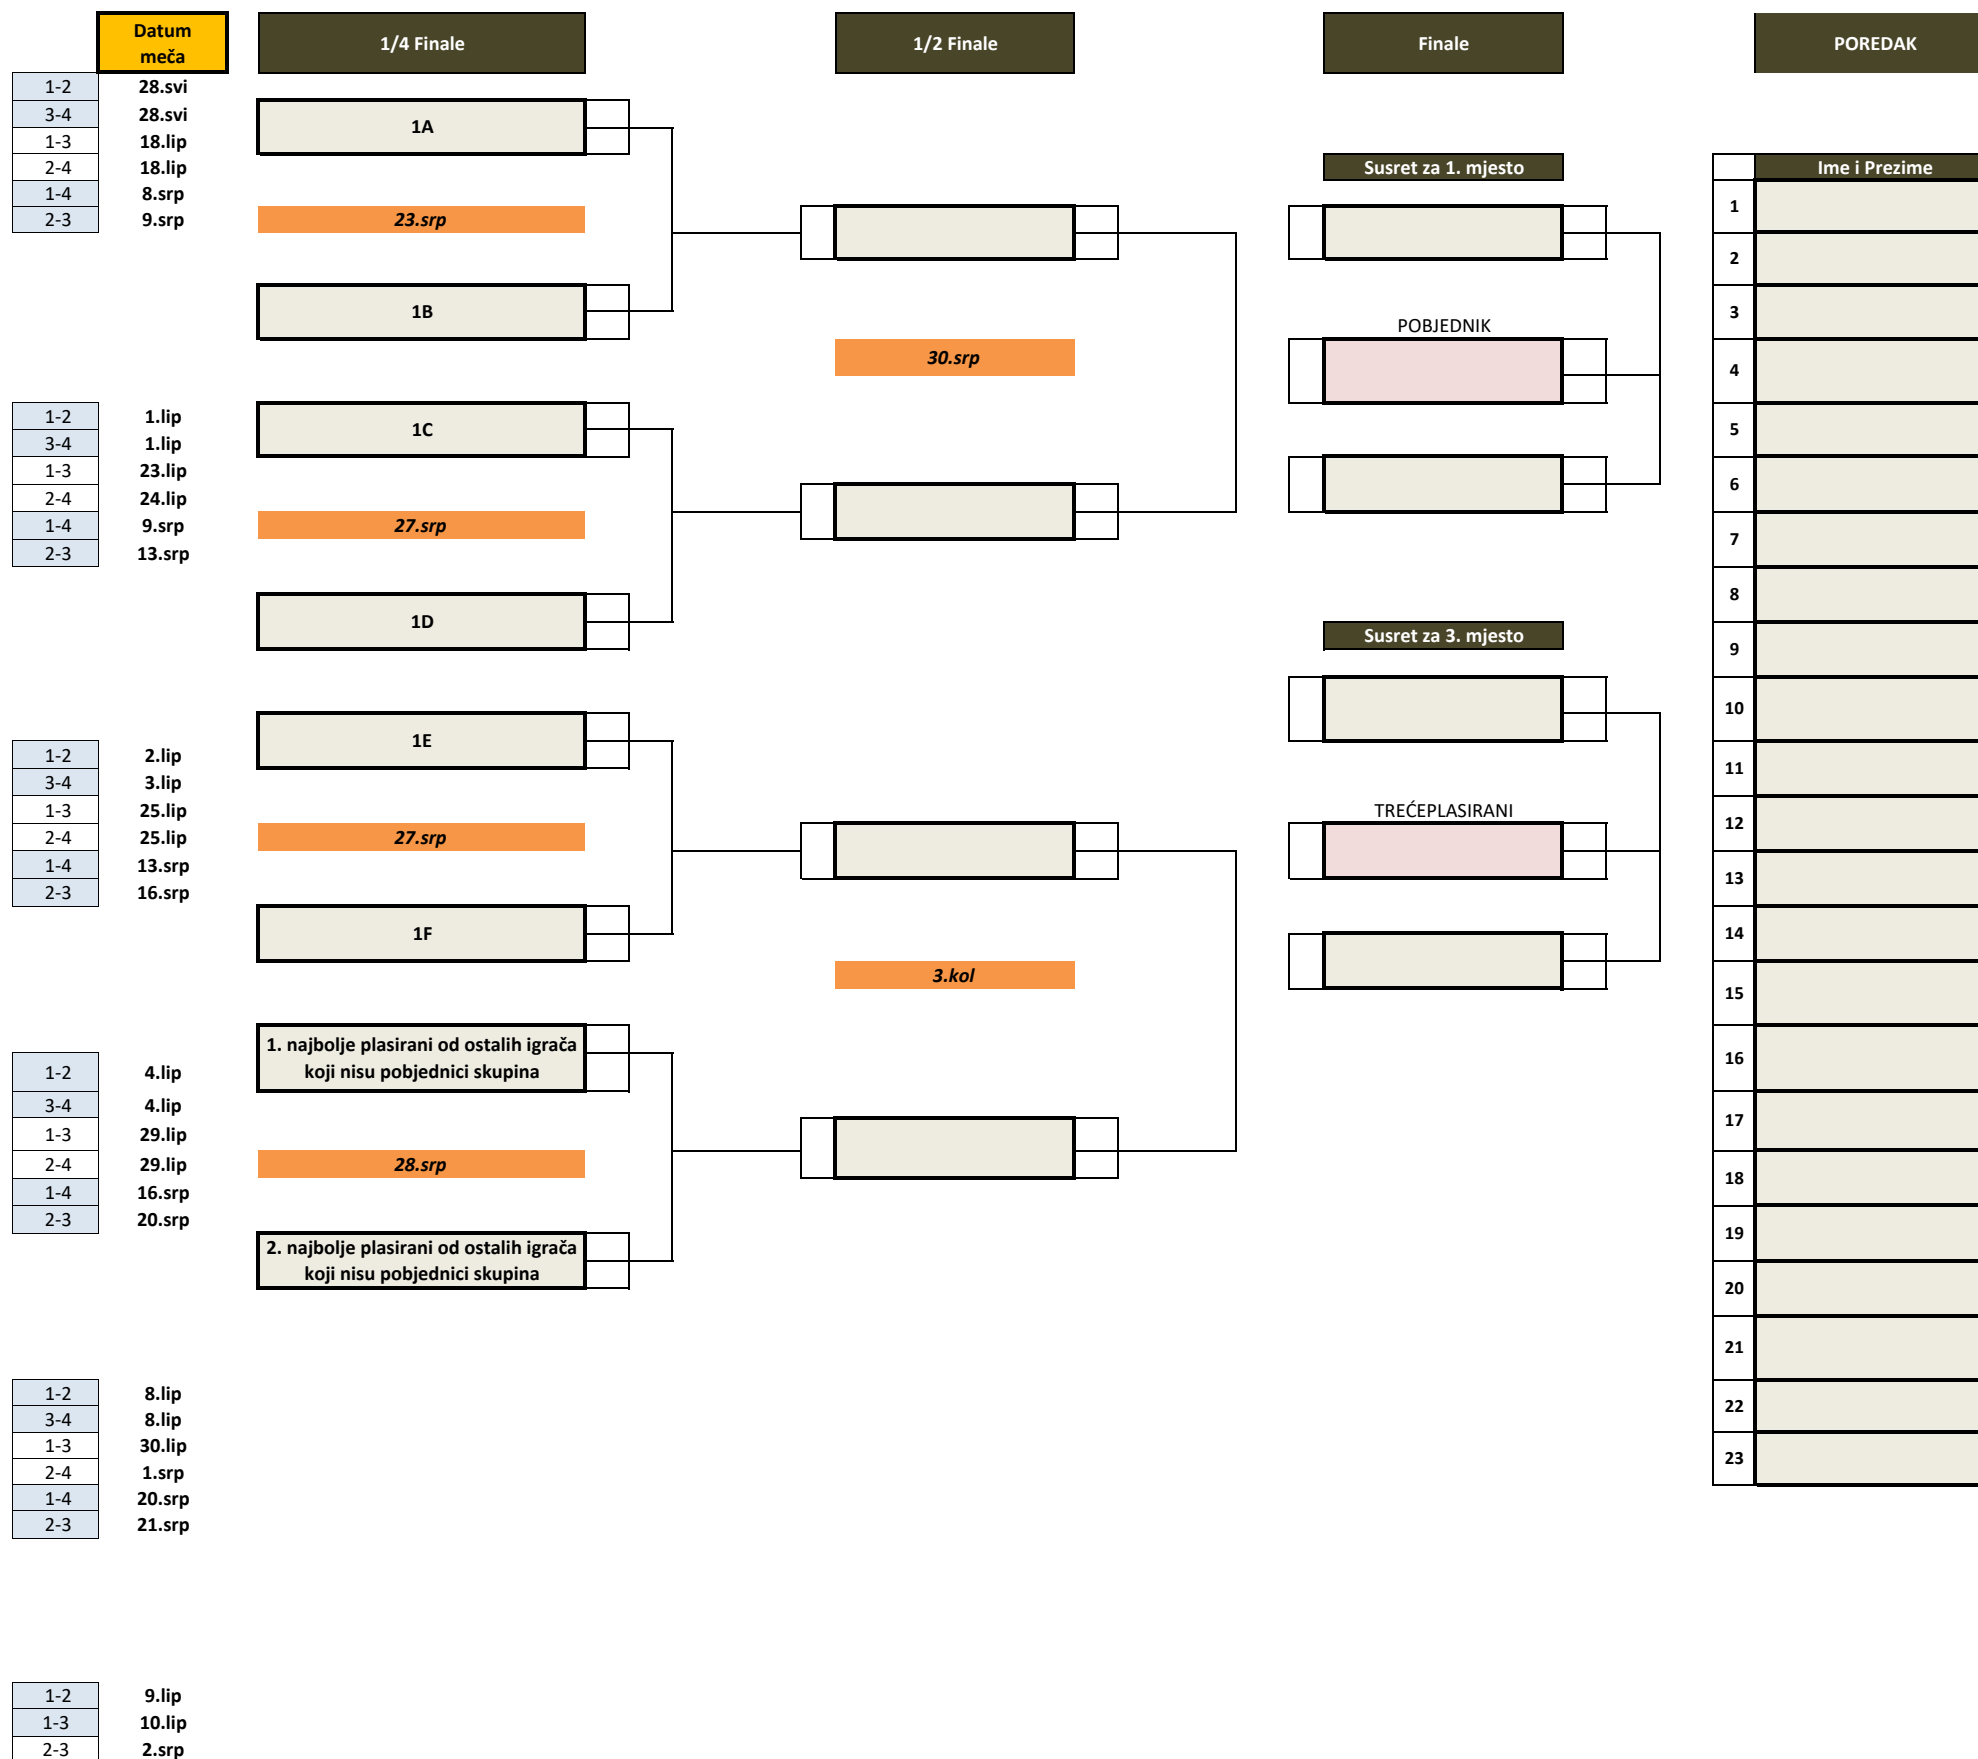 Datum
meča
1/4 Finale
1/2 Finale
Finale
POREDAK
1-2 28.svi
3-4 28.svi
1-3 18.lip
2-4 18.lip
1-4 8.srp
2-3 9.srp
1-2 1.lip
3-4 1.lip
1-3 23.lip
2-4 24.lip
1-4 9.srp
2-3 13.srp
1-2 2.lip
3-4 3.lip
1-3 25.lip
2-4 25.lip
1-4 13.srp
2-3 16.srp
1-2 4.lip
3-4 4.lip
1-3 29.lip
2-4 29.lip
1-4 16.srp
2-3 20.srp
1-2 8.lip
3-4 8.lip
1-3 30.lip
2-4 1.srp
1-4 20.srp
2-3 21.srp
1-2 9.lip
1-3 10.lip
2-3 2.srp
1A
23.srp
1B
1C
27.srp
1D
1E
27.srp
1F
1. najbolje plasirani od ostalih igrača
koji nisu pobjednici skupina
28.srp
2. najbolje plasirani od ostalih igrača
koji nisu pobjednici skupina
30.srp
3.kol
Susret za 1. mjesto
POBJEDNIK
Susret za 3. mjesto
TREĆEPLASIRANI
Ime i Prezime
1
2
3
4
5
6
7
8
9
10
11
12
13
14
15
16
17
18
19
20
21
22
23